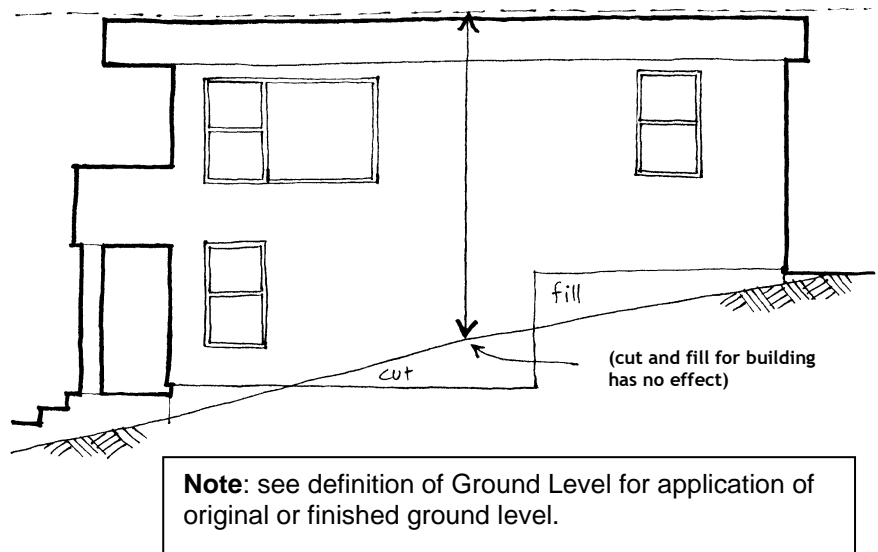 fill
cut
(cut and fill for building
has no effect)
Note: see definition of Ground Level for application of
original or finished ground level.